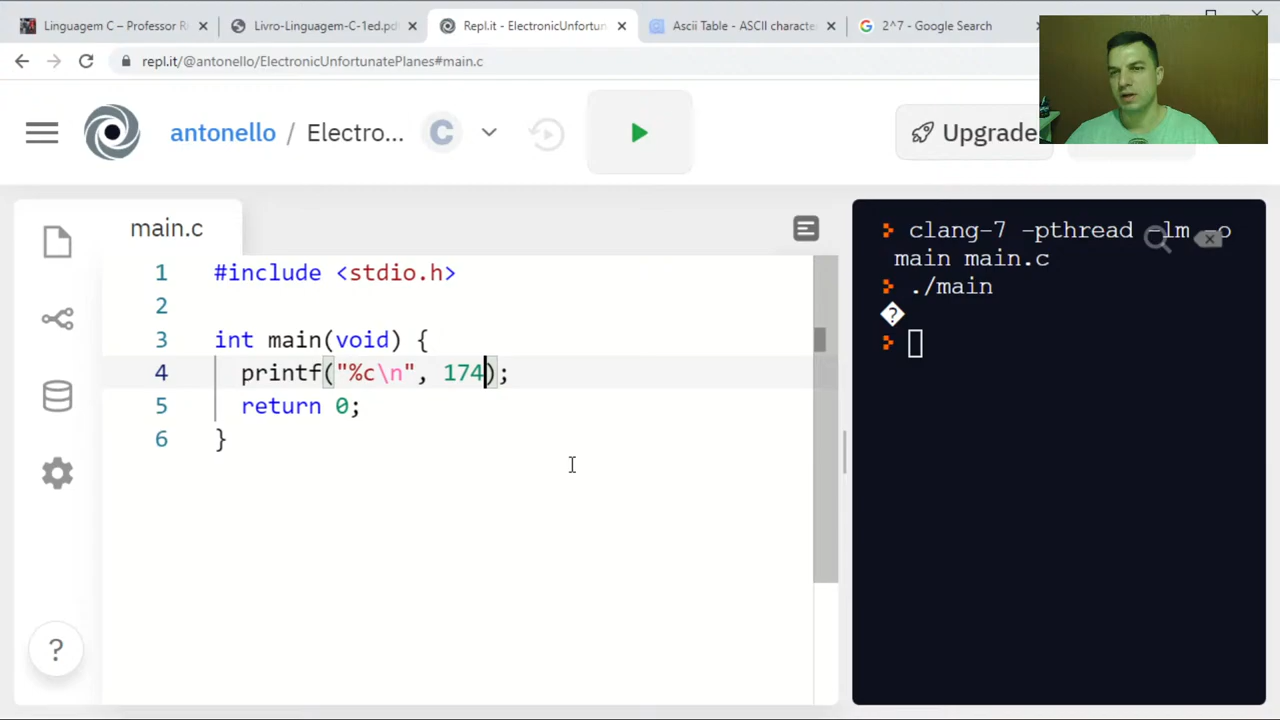 Linguagem C – Professor R
Livro-Linguagem-C-1ed.pdf
Repl.it - ElectronicUnfortun
Ascii Table - ASCII character
2^7 - Google Search
repl.it/@antonello/ElectronicUnfortunatePlanes#main.c
antonello / Electro... C
Upgrade
main.c
1 #include <stdio.h>
2
3 int main(void) {
4 printf("%c\n", 174);
5 return 0;
6 }
?
clang-7 -pthread -lm -o
main main.c
./main
�